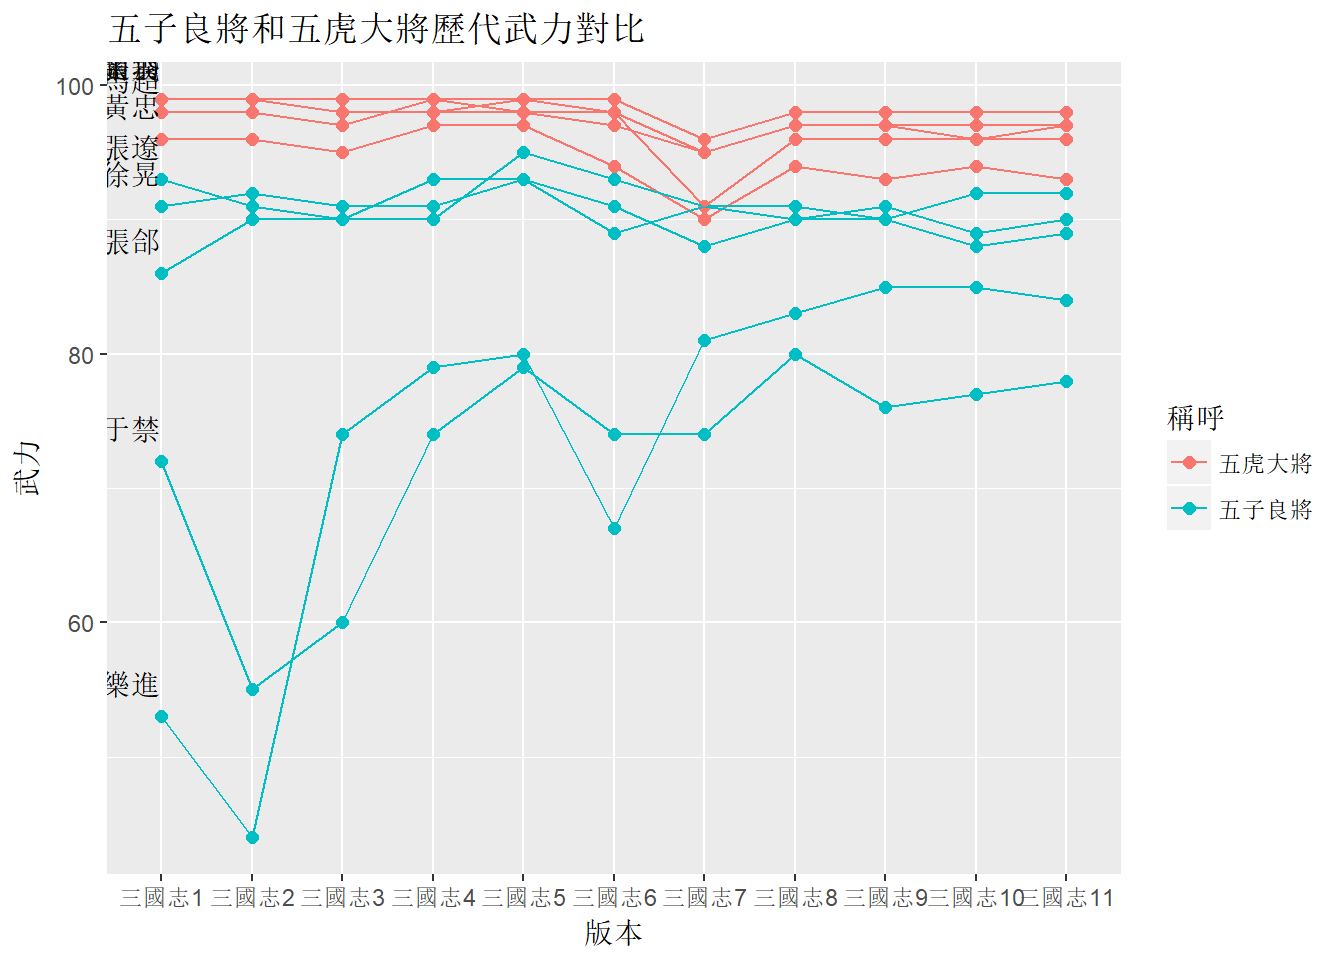 五子良將和五虎大將歷代武力對比
武力
100
80
60
馬超
黃忠
張遼
徐晃
張郃
于禁
樂進
三國志1 三國志2 三國志3 三國志4 三國志5 三國志6 三國志7 三國志8 三國志9 三國志10 三國志11
版本
稱呼
五虎大將
五子良將